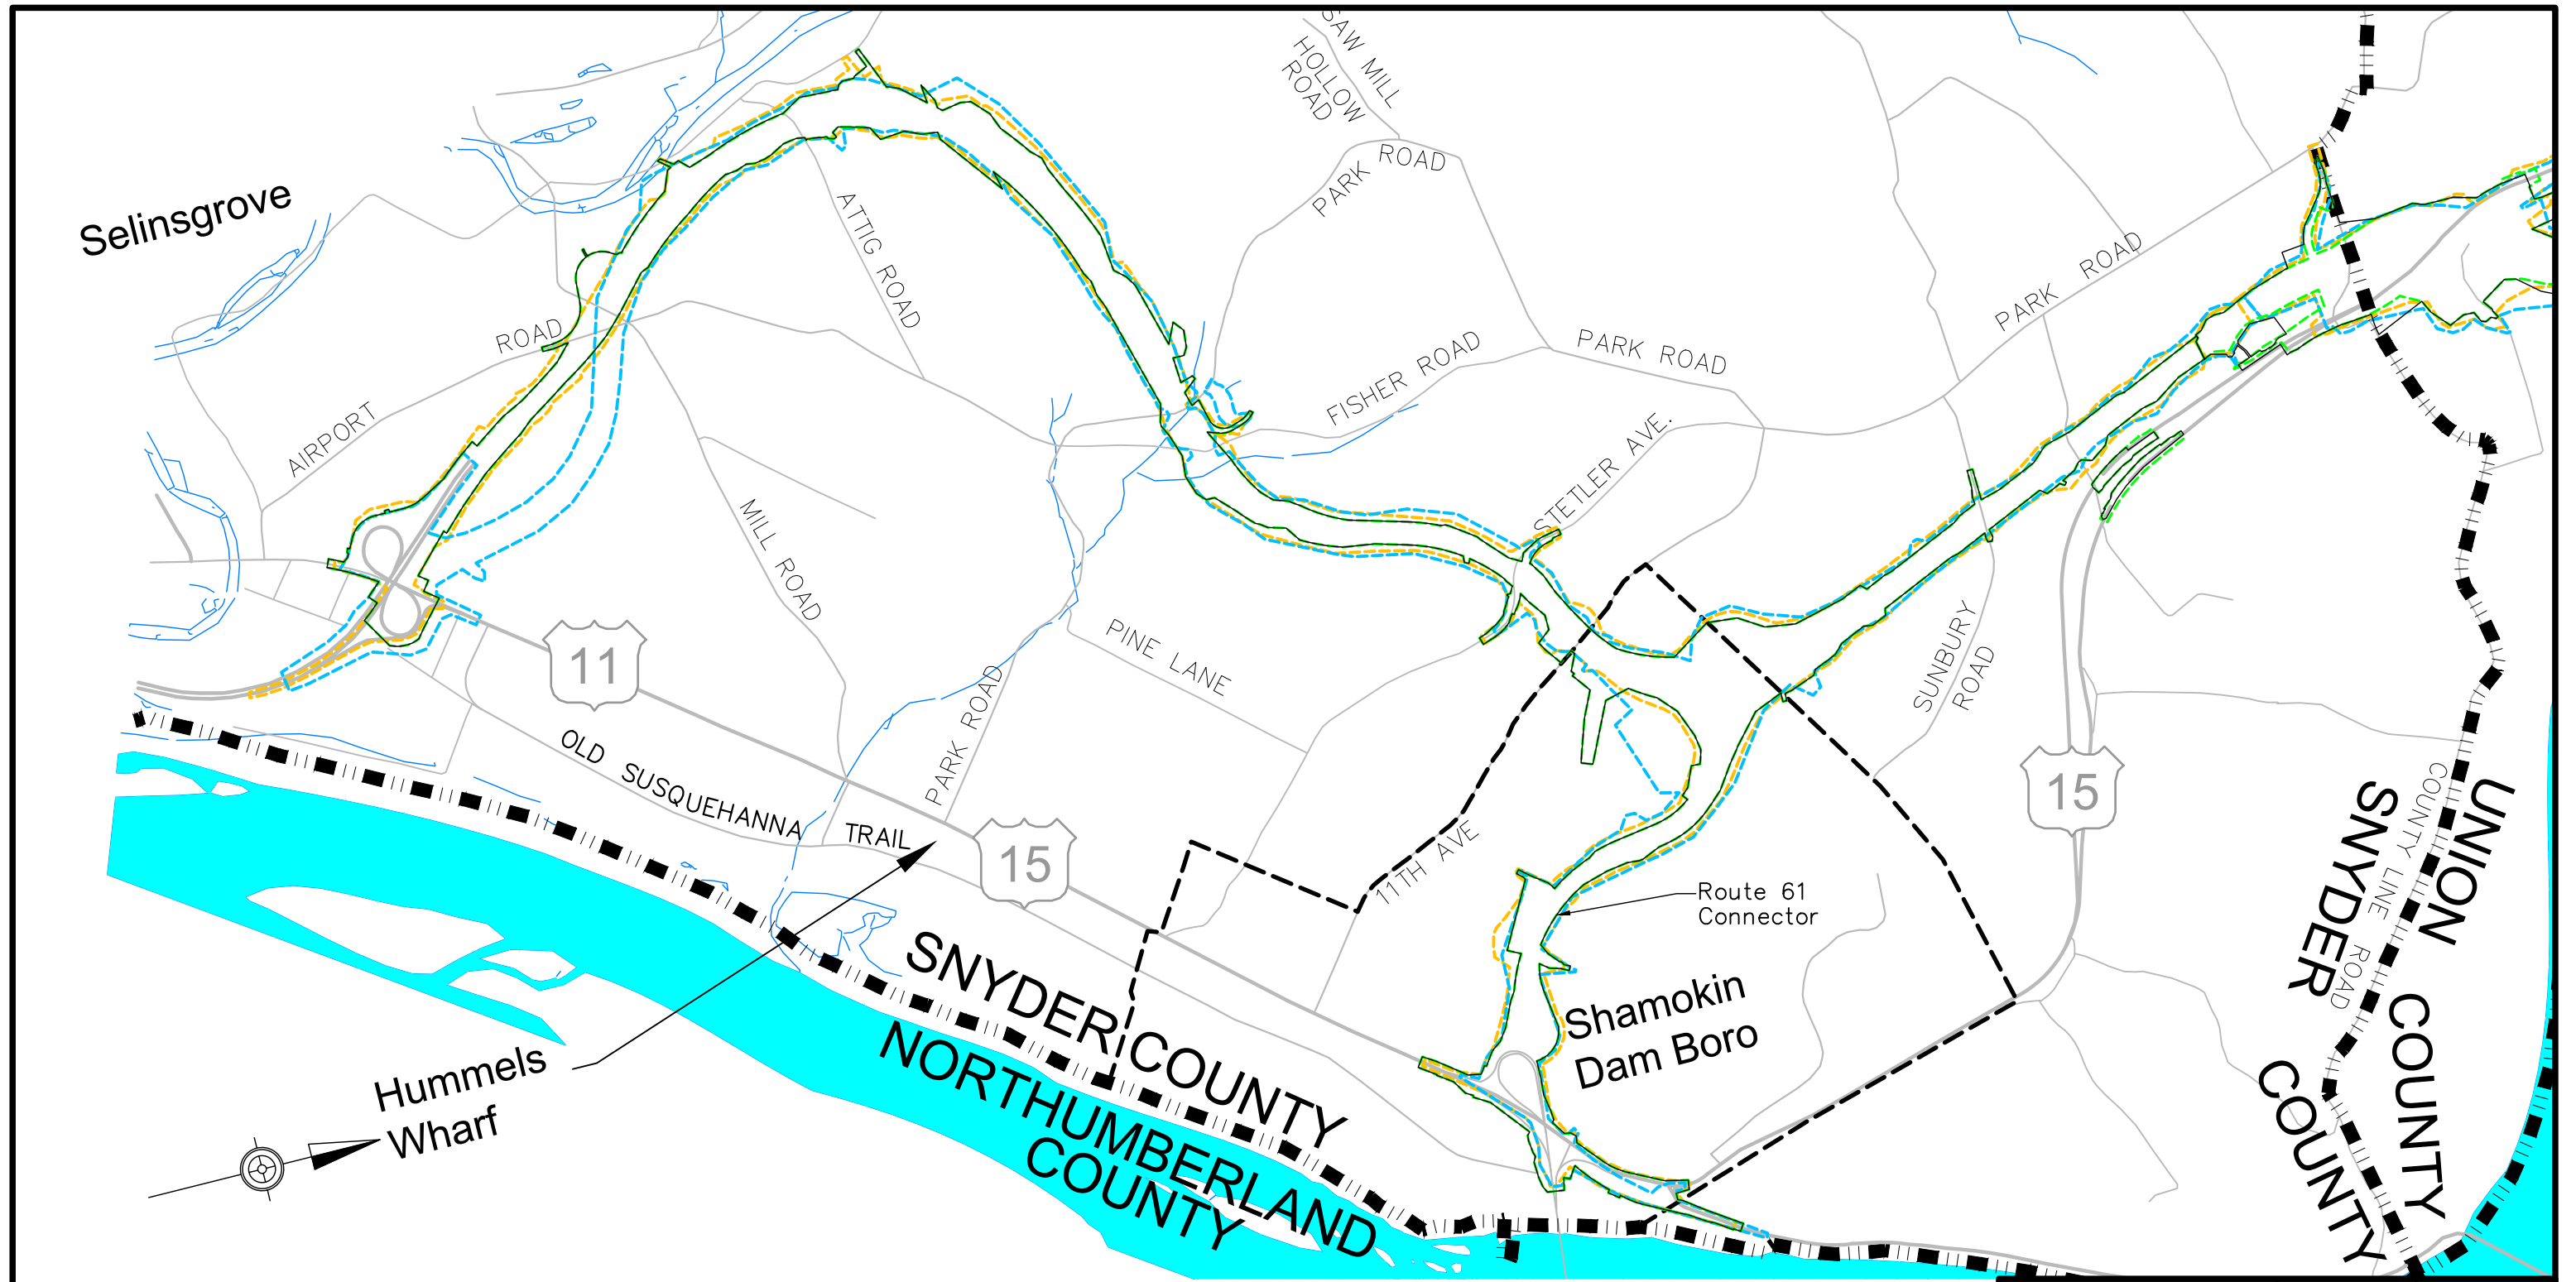 SAW MILL
HOLLOW
ROAD
PARK
ROAD
Selinsgrove
ATTIG ROAD
PARK ROAD
ROAD
AIRPORT
FISHER ROAD
PARK ROAD
STETLER AVE.
MILL ROAD
PINE LANE
SUNBURY
ROAD
11
PARK ROAD
OLD SUSQUEHANNA
TRAIL
15
11TH AVE
15
Route 61
Connector
COUNTY LINE
ROAD
UNION
COUNTY
SNYDER
COUNTY
SNYDER COUNTY
NORTHUMBERLAND
COUNTY
Shamokin
Dam Boro
Hummels
Wharf